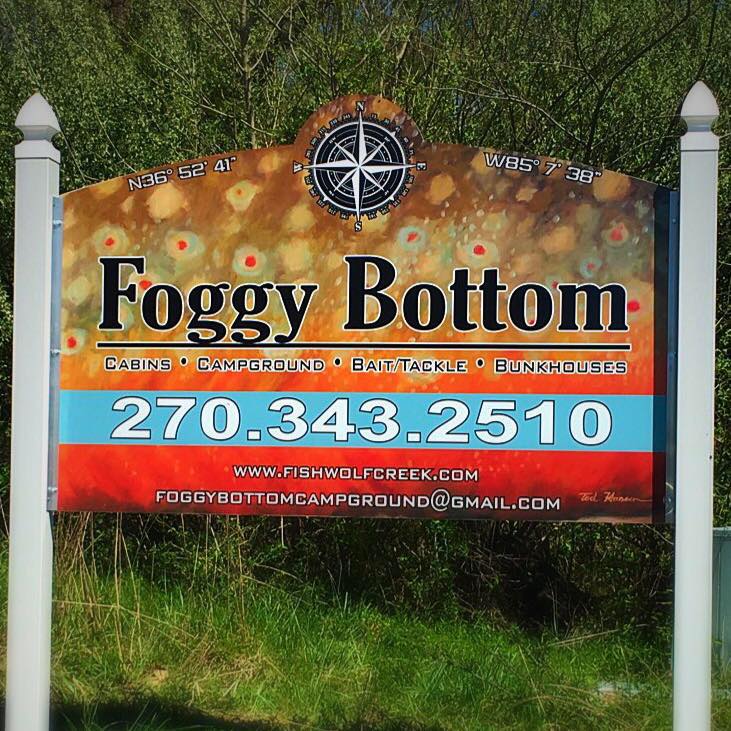 N
W E
S
N36° 52' 41" W85° 7' 38"
Foggy Bottom
CABINS • CAMPGROUND • BAIT/TACKLE • BUNKHOUSES
270.343.2510
WWW.FISHWOLFCREEK.COM
FOGGYBOTTOMCAMPGROUND@GMAIL.COM